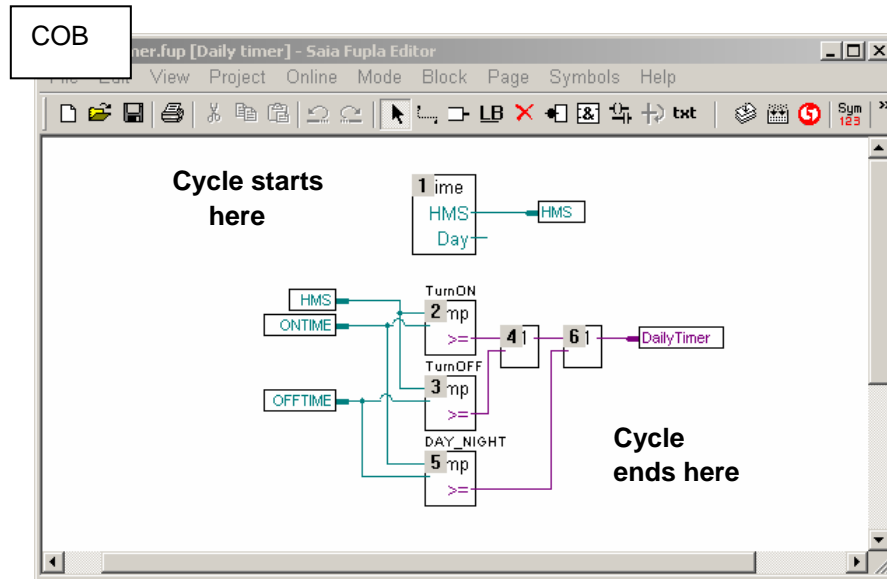 COB
mer.fup [Daily timer] - Saia Fupla Editor
View Project Online Mode Block Page Symbols Help
LB & txt Sym
123
Cycle starts
here
1 ime
HMS HMS
Day
TurnON
HMS 2 mp
ONTIME >= 4 1 6 1 DailyTimer
TurnOFF
OFFTIME 3 mp
>=
DAY_NIGHT
5 mp
>=
Cycle
ends here